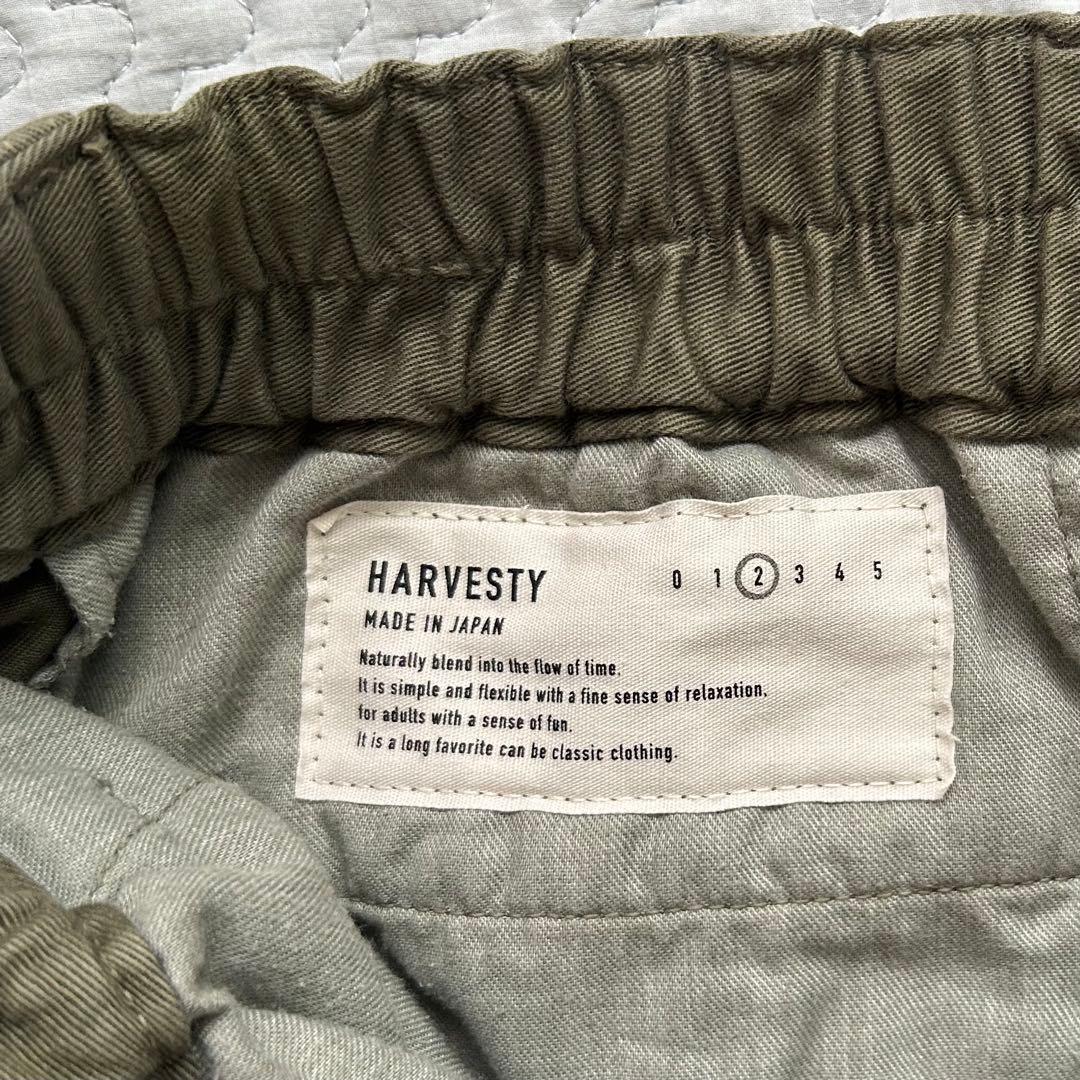 HARVESTY 0 1 2 3 4 5
MADE IN JAPAN
Naturally blend into the flow of time.
It is simple and flexible with a fine sense of relaxation.
for adults with a sense of fun.
It is a long favorite can be classic clothing.